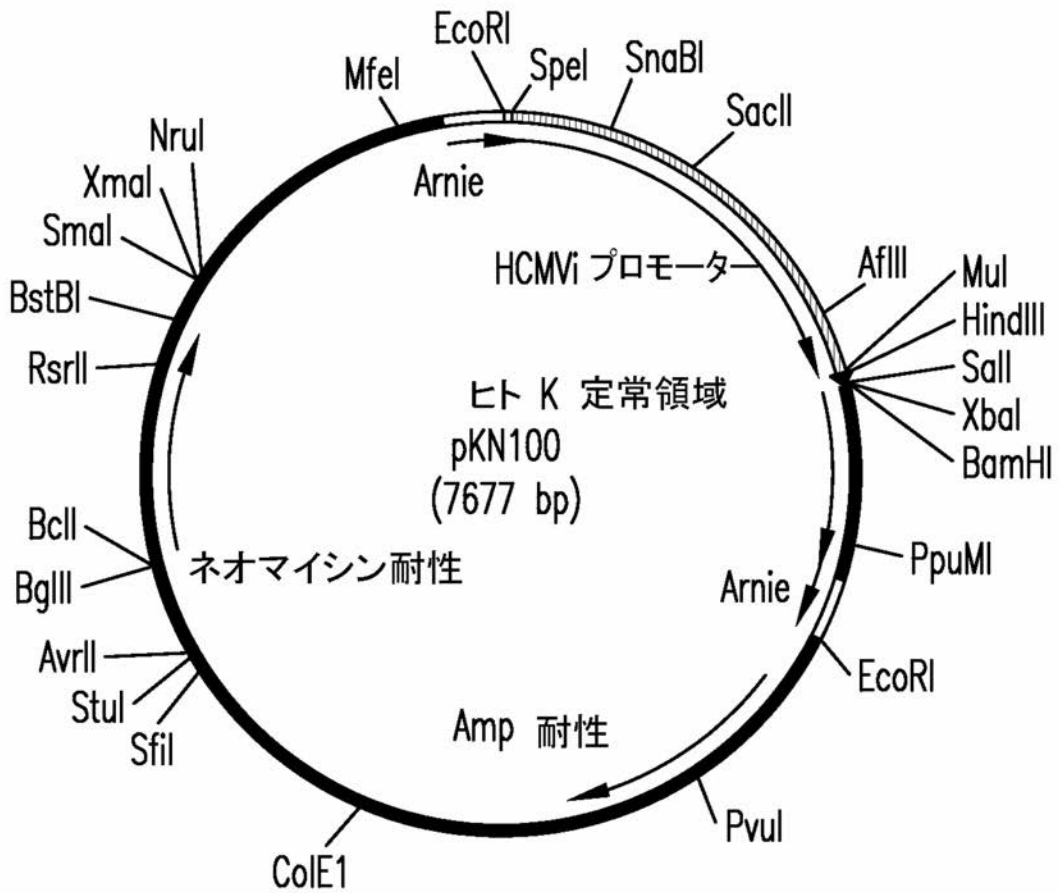 EcoRI
SpeI
SnaBI
SacII
MfeI
NruI
XmaI
SmaI
BstBI
RsrII
Arnie
HCMVi プロモーター
AflII
MuI
HindIII
SalI
XbaI
BamHI
ヒト K 定常領域
pKN100
(7677 bp)
BclI
BglII
ネオマイシン耐性
PpuMI
Arnie
AvrII
StuI
SfiI
EcoRI
Amp 耐性
PvuI
ColE1